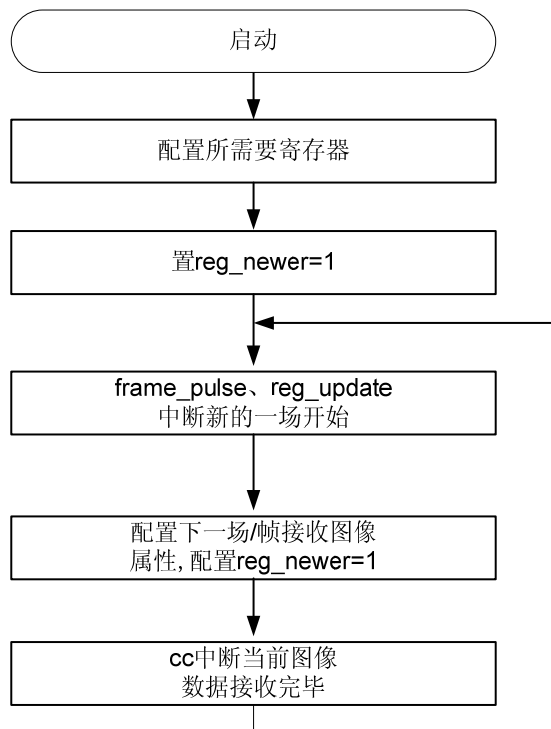 启动
配置所需要寄存器
置reg_newer=1
frame_pulse、reg_update
中断新的一场开始
配置下一场/帧接收图像
属性,配置reg_newer=1
cc中断当前图像
数据接收完毕